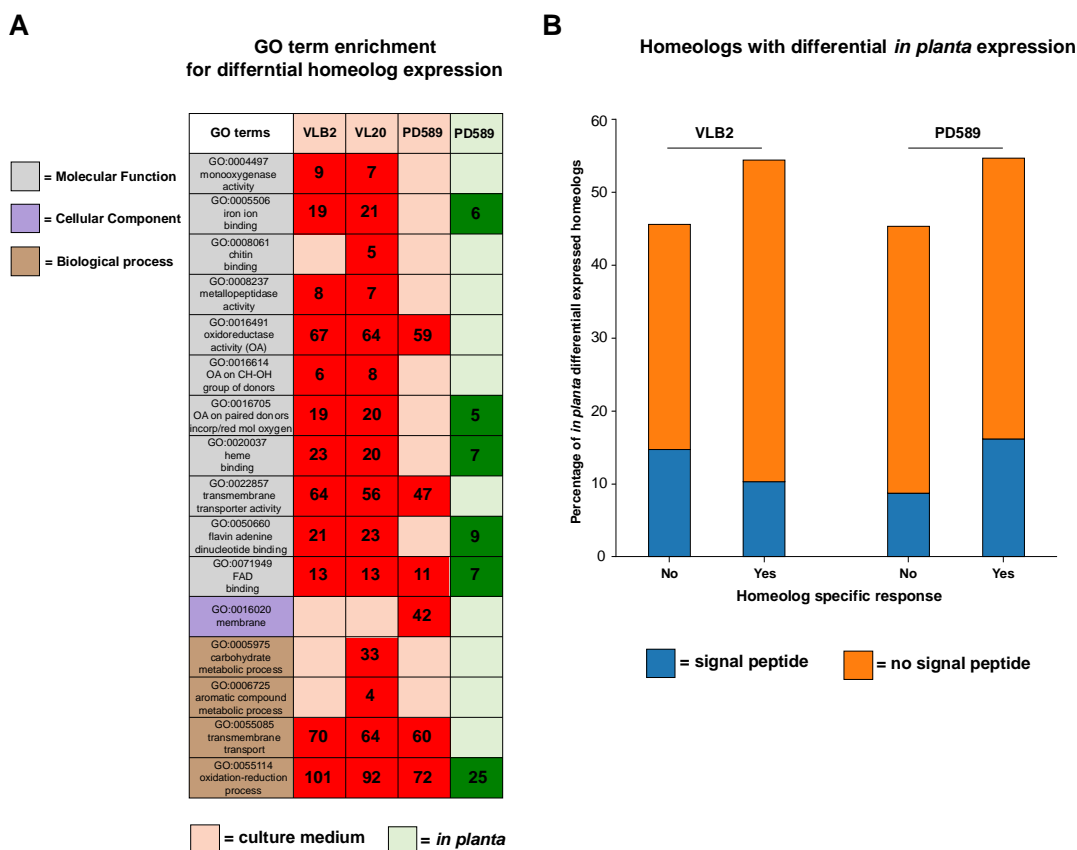 A
GO term enrichment
for differntial homeolog expression
GO terms VLB2 VL20 PD589 PD589
GO:0004497
monooxygenase
activity
9 7
GO:0005506
iron ion
binding
19 21 6
GO:0008061
chitin
binding
5
GO:0008237
metallopeptidase
activity
8 7
GO:0016491
oxidoreductase
activity (OA)
67 64 59
GO:0016614
OA on CH-OH
group of donors
6 8
GO:0016705
OA on paired donors
incorp/red mol oxygen
19 20 5
GO:0020037
heme
binding
23 20 7
GO:0022857
transmembrane
transporter activity
64 56 47
GO:0050660
flavin adenine
dinucleotide binding
21 23 9
GO:0071949
FAD
binding
13 13 11 7
GO:0016020
membrane
42
GO:0005975
carbohydrate
metabolic process
33
GO:0006725
aromatic compound
metabolic process
4
GO:0055085
transmembrane
transport
70 64 60
GO:0055114
oxidation-reduction
process
101 92 72 25
= Molecular Function
= Cellular Component
= Biological process
= culture medium = in planta
B
Homeologs with differential in planta expression
VLB2 PD589
Percentage of in planta differentiall expressed homeologs
60
50
40
30
20
10
0
No Yes No Yes
Homeolog specific response
= signal peptide = no signal peptide